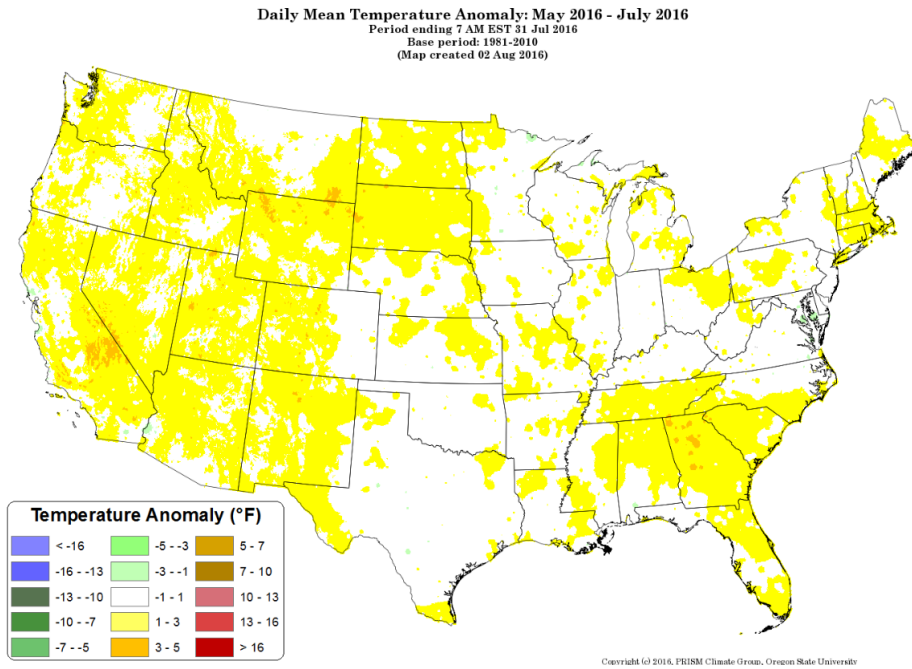 Daily Mean Temperature Anomaly: May 2016 - July 2016
Period ending 7 AM EST 31 Jul 2016
Base period: 1981-2010
(Map created 02 Aug 2016)
Temperature Anomaly (°F)
< -16
-16 - -13
-13 - -10
-10 - -7
-7 - -5
-5 - -3
-3 - -1
-1 - 1
1 - 3
3 - 5
5 - 7
7 - 10
10 - 13
13 - 16
> 16
Copyright (c) 2016, PRISM Climate Group, Oregon State University